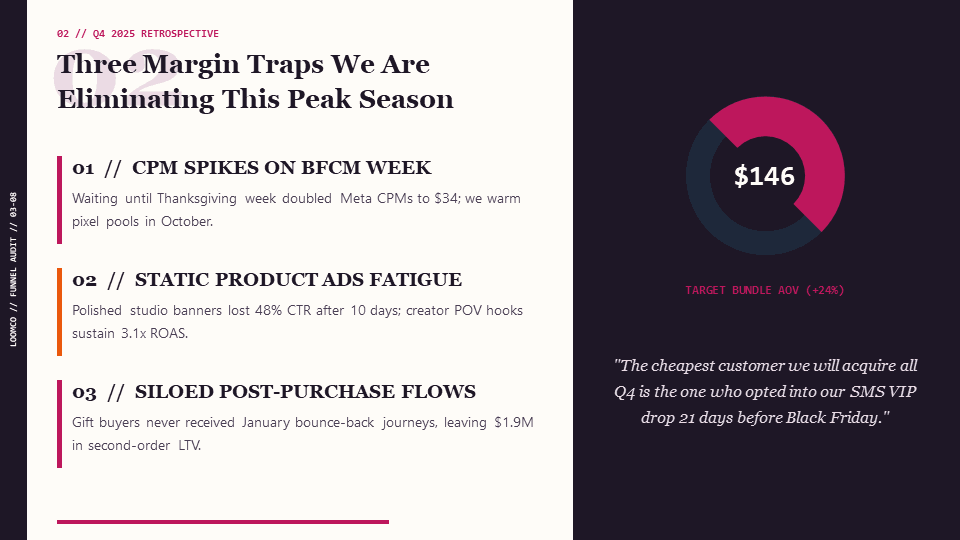 LOOMCO // FUNNEL AUDIT // 03-08
02 // Q4 2025 RETROSPECTIVE
02
Three Margin Traps We Are
Eliminating This Peak Season
01 // CPM SPIKES ON BFCM WEEK
Waiting until Thanksgiving week doubled Meta CPMs to $34; we warm
pixel pools in October.
02 // STATIC PRODUCT ADS FATIGUE
Polished studio banners lost 48% CTR after 10 days; creator POV hooks
sustain 3.1x ROAS.
03 // SILOED POST-PURCHASE FLOWS
Gift buyers never received January bounce-back journeys, leaving $1.9M
in second-order LTV.
$146
TARGET BUNDLE AOV (+24%)
"The cheapest customer we will acquire all
Q4 is the one who opted into our SMS VIP
drop 21 days before Black Friday."